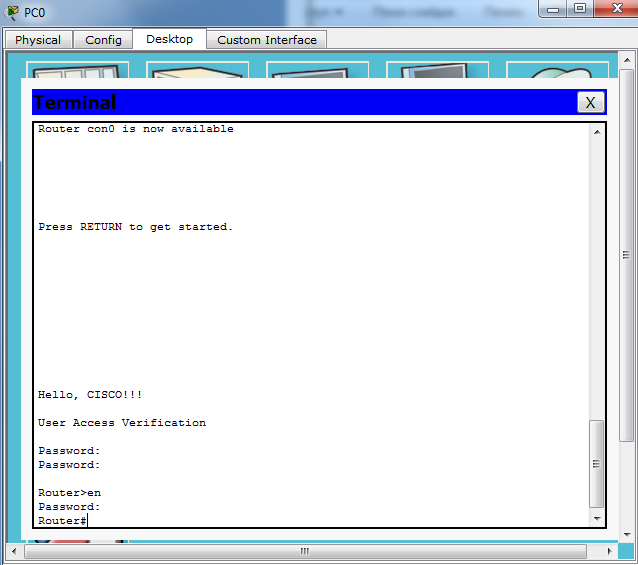 PC0
Physical Config Desktop Custom Interface
Terminal X
Router con0 is now available
Press RETURN to get started.
Hello, CISCO!!!
User Access Verification
Password:
Password:
Router>en
Password:
Router#